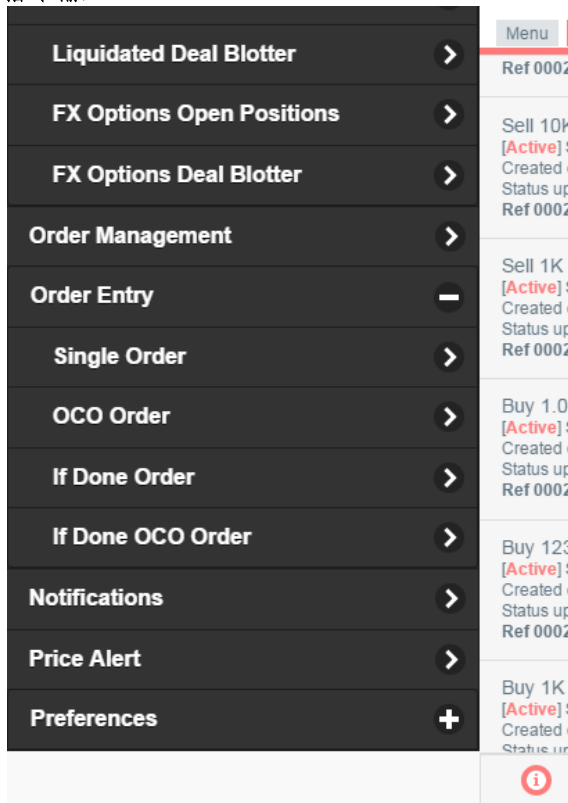 Liquidated Deal Blotter
FX Options Open Positions
FX Options Deal Blotter
Order Management
Order Entry
Single Order
OCO Order
If Done Order
If Done OCO Order
Notifications
Price Alert
Preferences
Menu
Ref 0002
Sell 10K
[Active]
Created
Status up
Ref 0002
Sell 1K
[Active]
Created
Status up
Ref 0002
Buy 1.0
[Active]
Created
Status up
Ref 0002
Buy 123
[Active]
Created
Status up
Ref 0002
Buy 1K
[Active]
Created
Status up